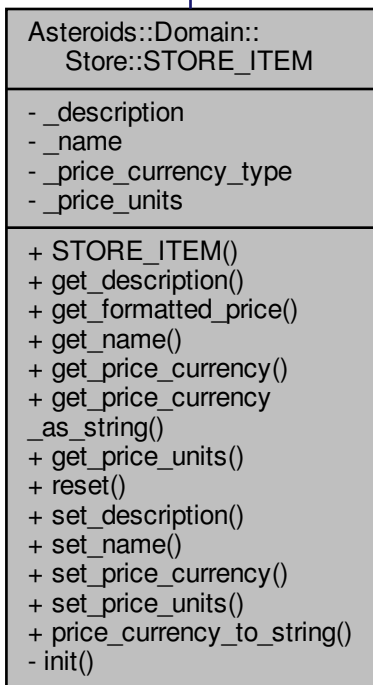 Asteroids::Domain::
Store::STORE_ITEM
- _description
- _name
- _price_currency_type
- _price_units
+ STORE_ITEM()
+ get_description()
+ get_formatted_price()
+ get_name()
+ get_price_currency()
+ get_price_currency
_as_string()
+ get_price_units()
+ reset()
+ set_description()
+ set_name()
+ set_price_currency()
+ set_price_units()
+ price_currency_to_string()
- init()